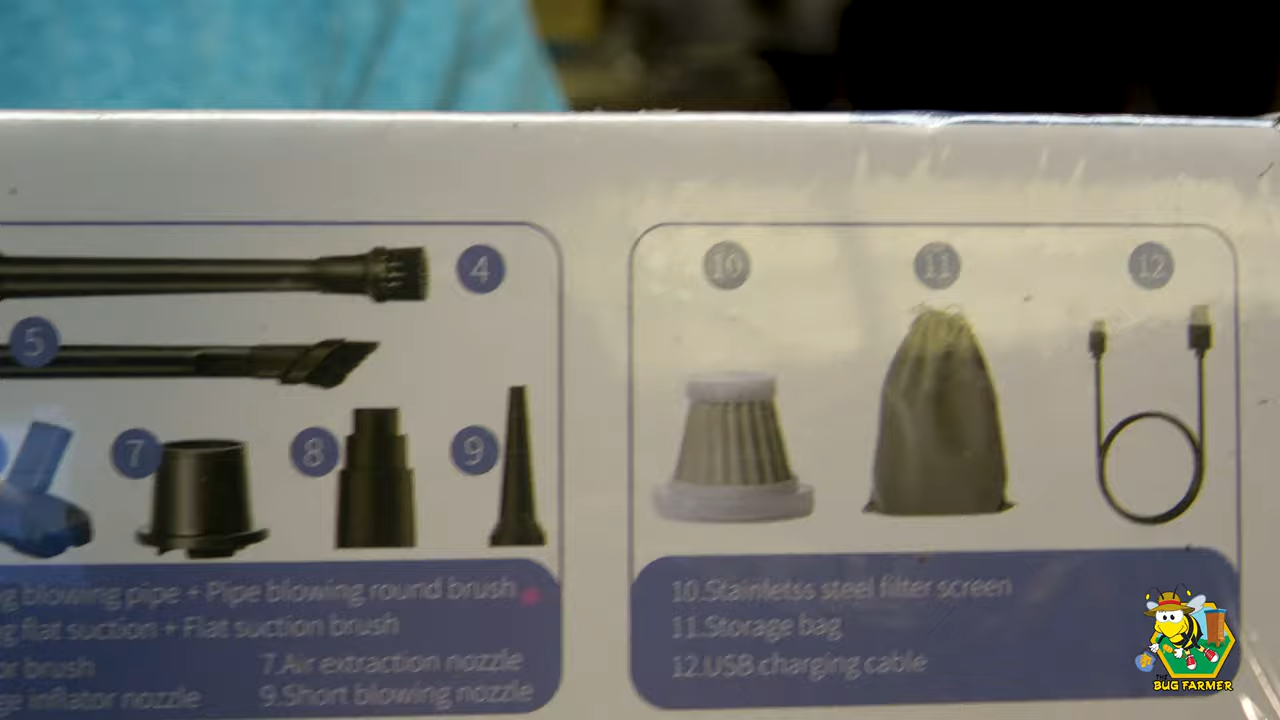 4
5
7
8
9
g blowing pipe + Pipe blowing round brush
g flat suction + Flat suction brush
or brush
7.Air extraction nozzle
ge inflator nozzle
9.Short blowing nozzle
10
11
12
10.Stainletss steel filter screen
11.Storage bag
12.USB charging cable
THE
BUG FARMER